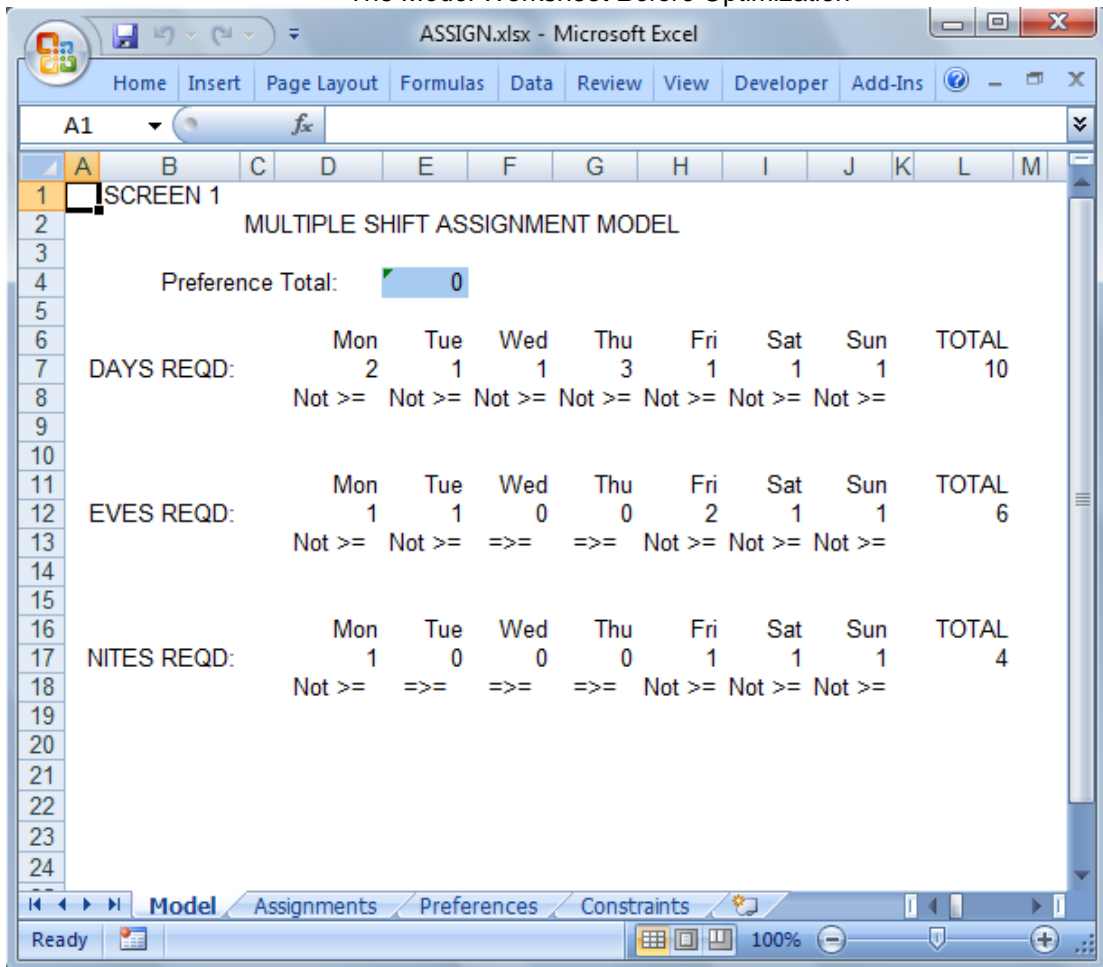 The Model Worksheet Before Optimization
ASSIGN.xlsx - Microsoft Excel
Home Insert Page Layout Formulas Data Review View Developer Add-Ins
A1 fx
A B C D E F G H I J K L M
1 SCREEN 1
2 MULTIPLE SHIFT ASSIGNMENT MODEL
3
4 Preference Total: 0
5
6 Mon Tue Wed Thu Fri Sat Sun TOTAL
7 DAYS REQD: 2 1 1 3 1 1 1 10
8 Not >= Not >= Not >= Not >= Not >= Not >= Not >=
9
10
11 Mon Tue Wed Thu Fri Sat Sun TOTAL
12 EVES REQD: 1 1 0 0 2 1 1 6
13 Not >= Not >= =>= =>= Not >= Not >= Not >=
14
15
16 Mon Tue Wed Thu Fri Sat Sun TOTAL
17 NITES REQD: 1 0 0 0 1 1 1 4
18 Not >= =>= =>= =>= Not >= Not >= Not >=
19
20
21
22
23
24
Model Assignments Preferences Constraints
Ready 100%